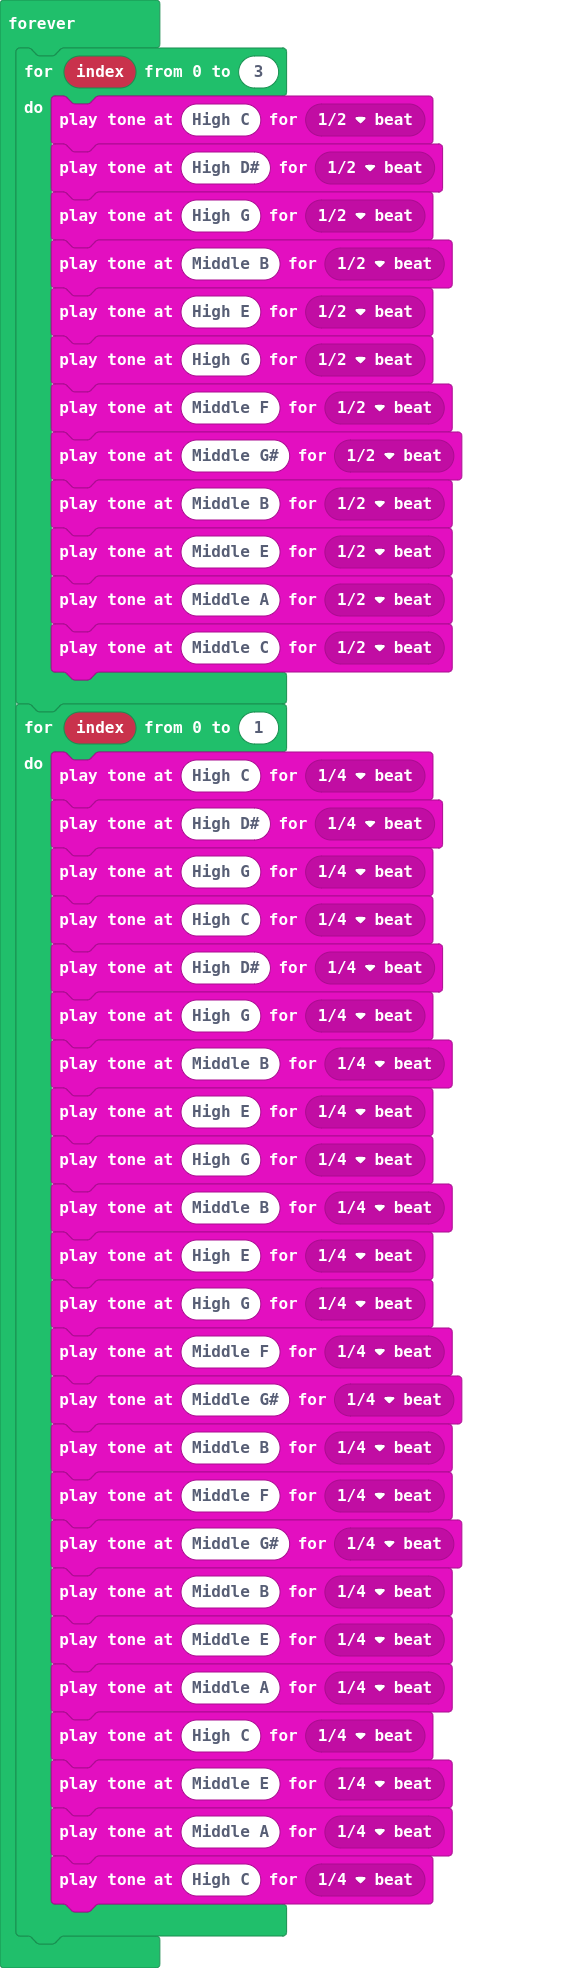 forever
for index from 0 to 3
do
play tone at High C for 1/2 beat
play tone at High D# for 1/2 beat
play tone at High G for 1/2 beat
play tone at Middle B for 1/2 beat
play tone at High E for 1/2 beat
play tone at High G for 1/2 beat
play tone at Middle F for 1/2 beat
play tone at Middle G# for 1/2 beat
play tone at Middle B for 1/2 beat
play tone at Middle E for 1/2 beat
play tone at Middle A for 1/2 beat
play tone at Middle C for 1/2 beat
for index from 0 to 1
do
play tone at High C for 1/4 beat
play tone at High D# for 1/4 beat
play tone at High G for 1/4 beat
play tone at High C for 1/4 beat
play tone at High D# for 1/4 beat
play tone at High G for 1/4 beat
play tone at Middle B for 1/4 beat
play tone at High E for 1/4 beat
play tone at High G for 1/4 beat
play tone at Middle B for 1/4 beat
play tone at High E for 1/4 beat
play tone at High G for 1/4 beat
play tone at Middle F for 1/4 beat
play tone at Middle G# for 1/4 beat
play tone at Middle B for 1/4 beat
play tone at Middle F for 1/4 beat
play tone at Middle G# for 1/4 beat
play tone at Middle B for 1/4 beat
play tone at Middle E for 1/4 beat
play tone at Middle A for 1/4 beat
play tone at High C for 1/4 beat
play tone at Middle E for 1/4 beat
play tone at Middle A for 1/4 beat
play tone at High C for 1/4 beat